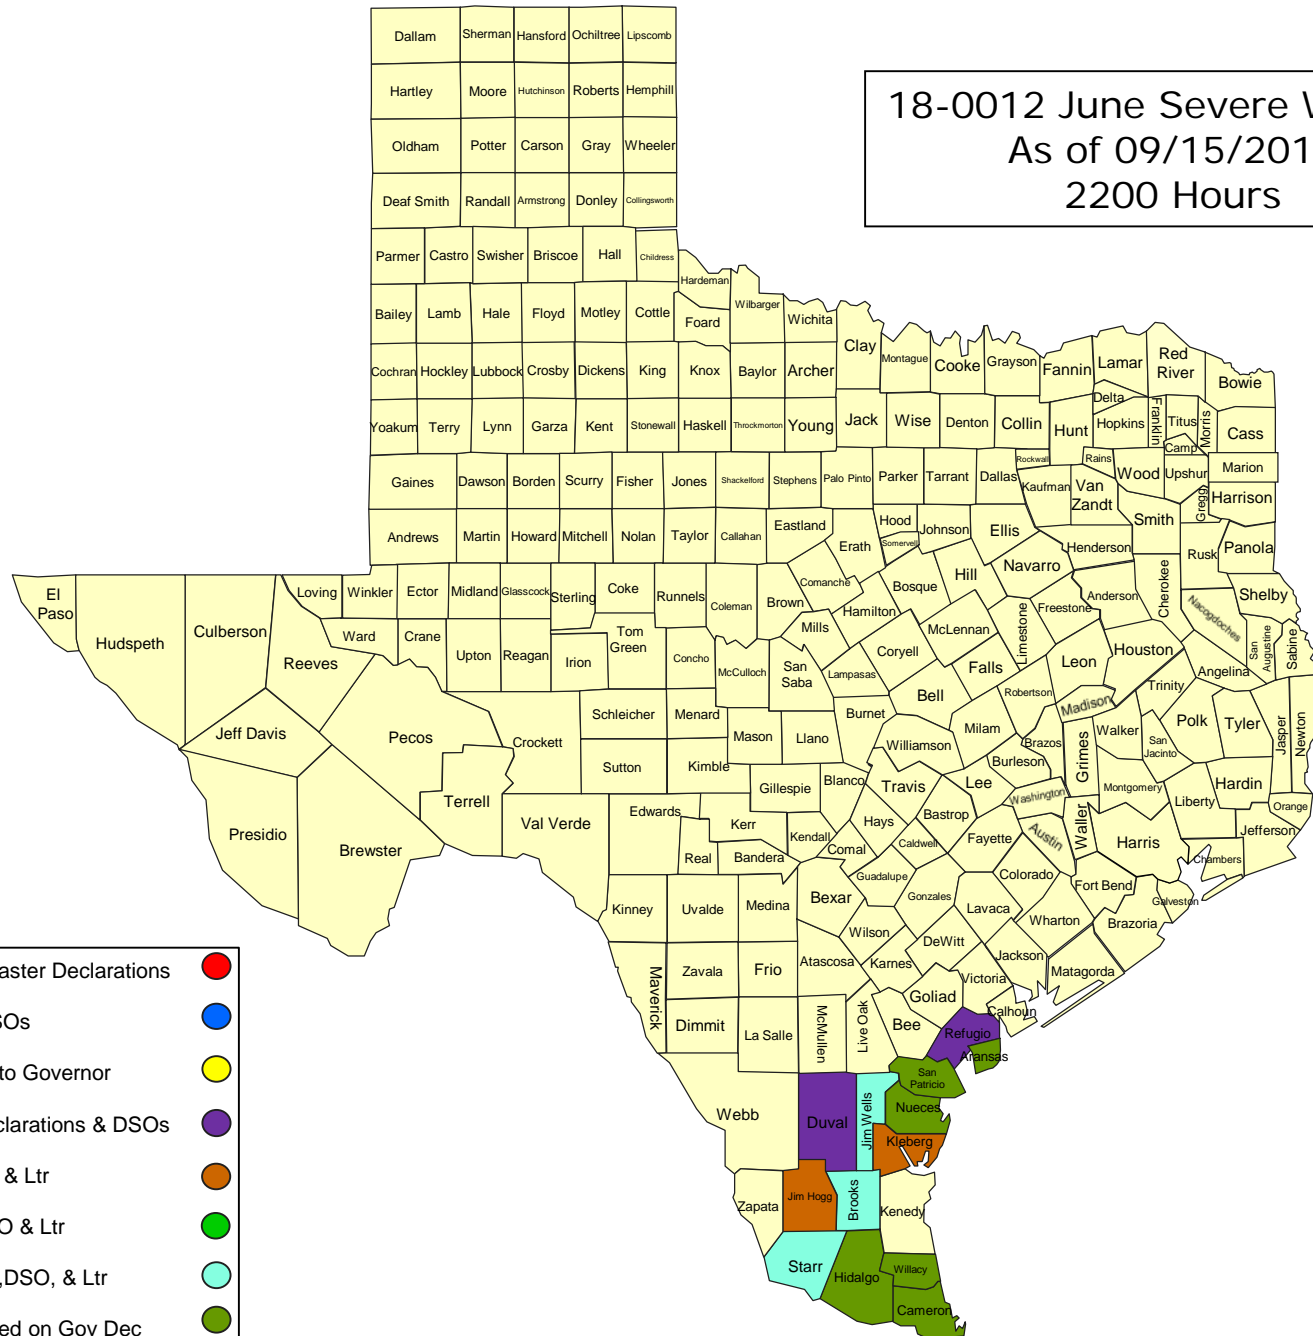 Dallam Sherman Hansford Ochiltree Lipscomb
Hartley Moore Hutchinson Roberts Hemphill
18-0012 June Severe W
As of 09/15/201
2200 Hours
Oldham Potter Carson Gray Wheeler
Deaf Smith Randall Armstrong Donley Collingsworth
Parmer Castro Swisher Briscoe Hall Childress
Hardeman
Bailey Lamb Hale Floyd Motley Cottle Foard Wilbarger Wichita
Clay Montague Cooke Grayson Fannin Lamar
Red
River
Bowie
Cochran Hockley Lubbock Crosby Dickens King Knox Baylor Archer
Delta
Yoakum Terry Lynn Garza Kent Stonewall Haskell Throckmorton Young Jack Wise Denton Collin Hunt Hopkins Franklin Titus Morris Cass
Camp
Gaines Dawson Borden Scurry Fisher Jones Shackelford Stephens Palo Pinto Parker Tarrant Dallas Rockwall Kaufman Rains
Van
Zandt
Wood Upshur Marion
Gregg Harrison
Andrews Martin Howard Mitchell Nolan Taylor Callahan Eastland Erath Hood Somervell Johnson Ellis Henderson Smith Rusk Panola
El
Paso
Hudspeth Culberson Reeves Loving Winkler Ector Midland Glasscock Sterling Coke Runnels Coleman Brown Comanche Hamilton Bosque Hill Navarro Freestone Anderson Cherokee Nacogdoches Shelby
Ward Crane Upton Reagan Irion
Tom
Green
Concho McCulloch
San
Saba
Mills Lampasas Coryell McLennan Falls Limestone Leon Houston Angelina
San
Augustine
Sabine
Jeff Davis Pecos Crockett Schleicher Menard Mason Llano Burnet Bell Milam Robertson Madison Trinity Polk Tyler Jasper Newton
Terrell Sutton Kimble Gillespie Blanco Williamson Travis Lee Burleson Brazos Grimes Walker
San
Jacinto
Montgomery Liberty Hardin Orange
Presidio Brewster Val Verde Edwards Kerr Kendall Hays Comal Caldwell Bastrop Fayette Washington Austin Waller Harris Chambers Jefferson
Real Bandera Guadalupe Gonzales Colorado Fort Bend Galveston
Kinney Uvalde Medina Bexar Wilson Lavaca Wharton Brazoria
Maverick Zavala Frio Atascosa Karnes DeWitt Jackson Matagorda
Victoria Goliad Calhoun
Dimmit La Salle McMullen Live Oak Bee Refugio Aransas
San
Patricio
Webb Duval Jim Wells Nueces
Kleberg
Zapata Jim Hogg Brooks Kenedy
Starr Hidalgo Willacy
Cameron
aster Declarations
SOs
to Governor
clarations & DSOs
& Ltr
O & Ltr
,DSO, & Ltr
ed on Gov Dec